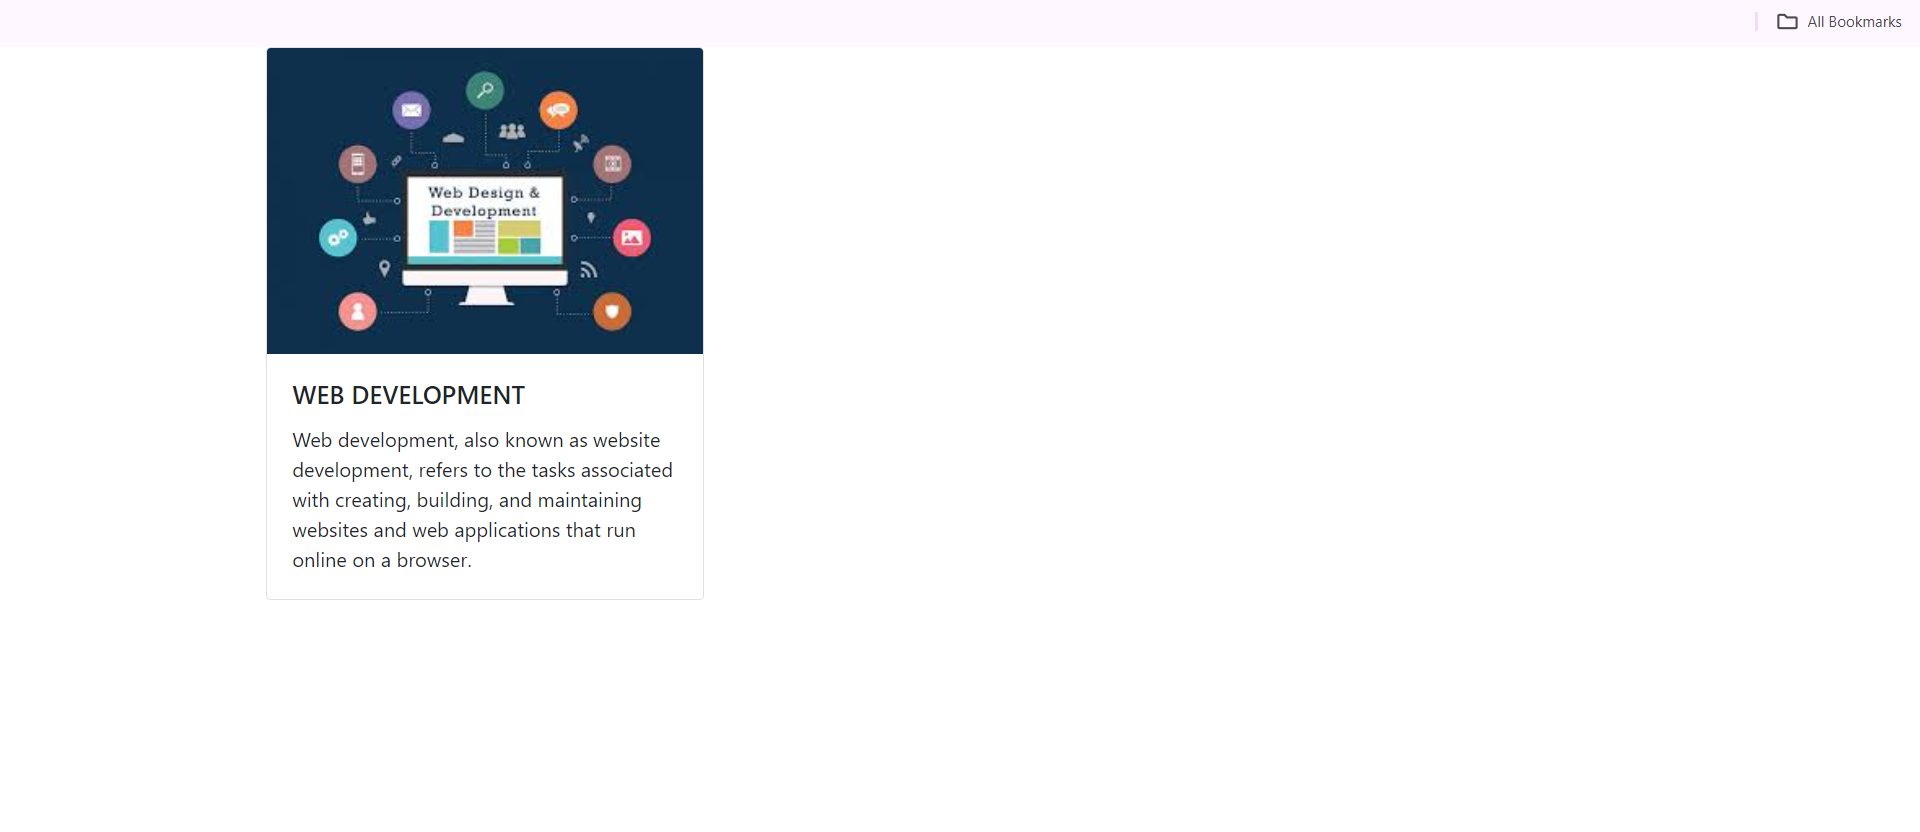 All Bookmarks
Web Design &
Development
WEB DEVELOPMENT
Web development, also known as website
development, refers to the tasks associated
with creating, building, and maintaining
websites and web applications that run
online on a browser.